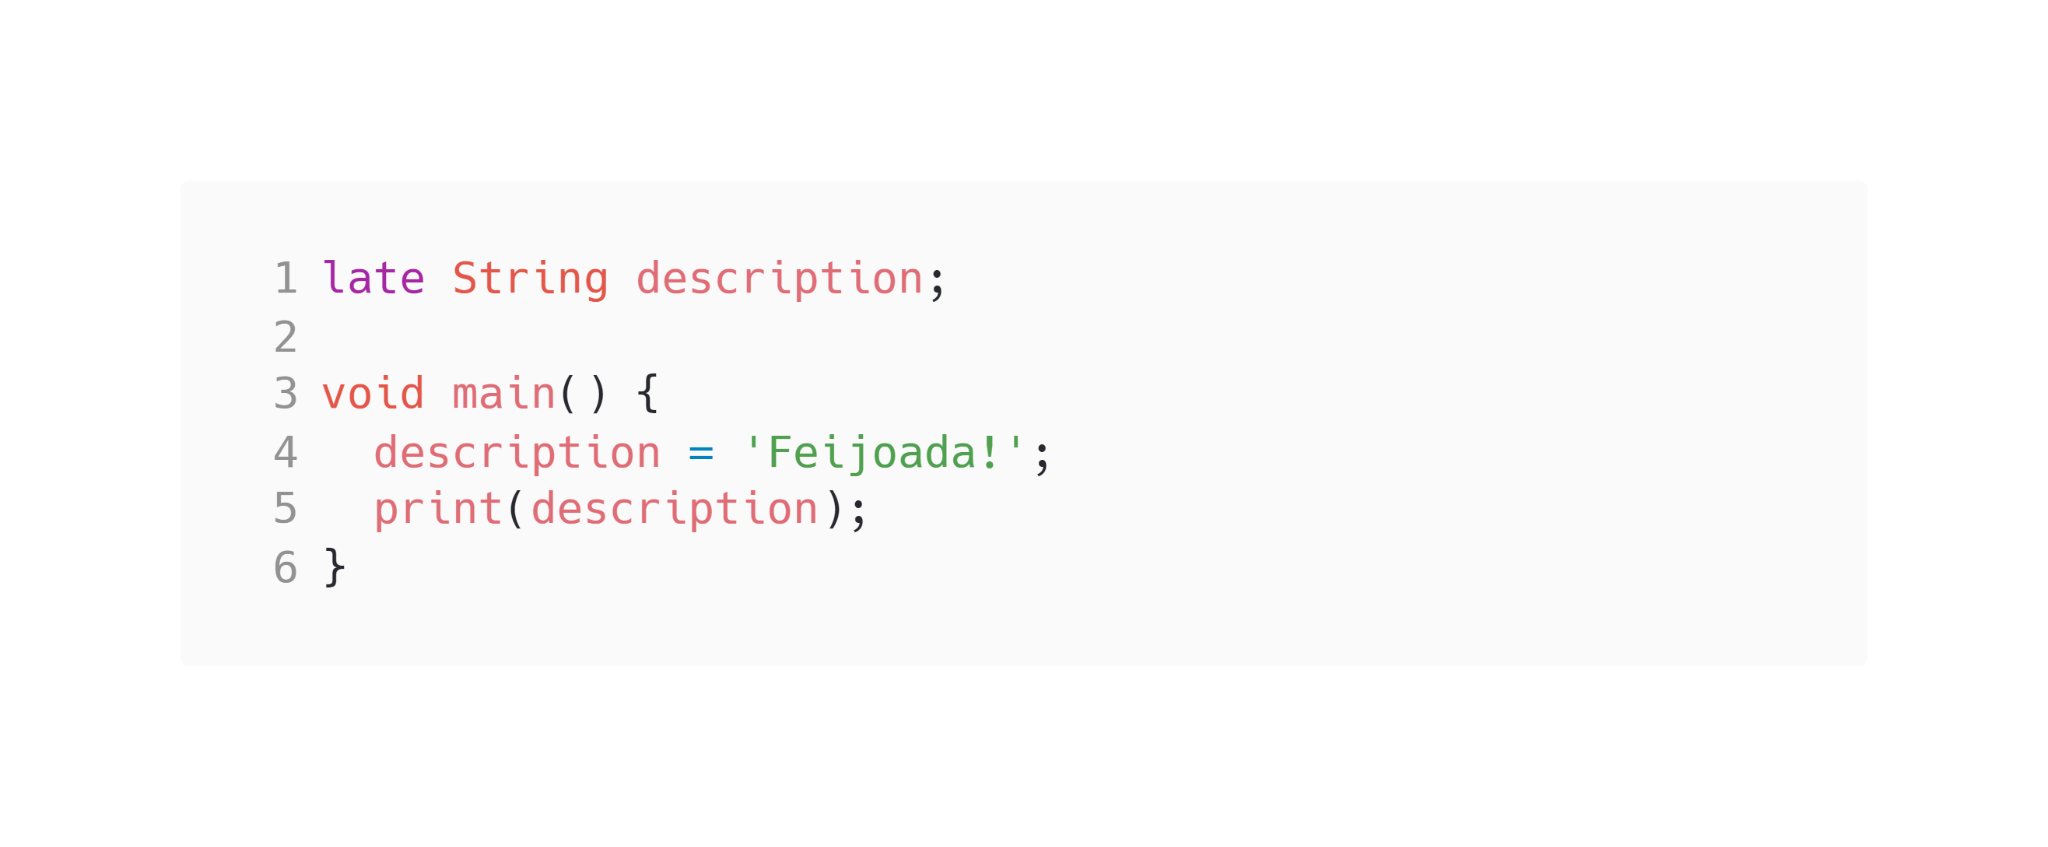 1 late String description;
2
3 void main() {
4   description = 'Feijoada!';
5   print(description);
6 }